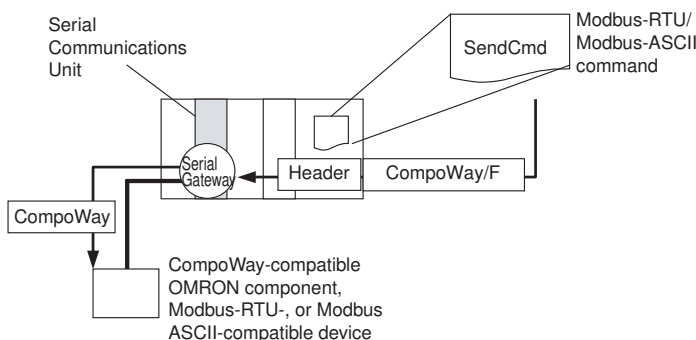 Serial
Communications
Unit
SendCmd
Modbus-RTU/
Modbus-ASCII
command
Serial
Gateway
Header
CompoWay/F
CompoWay
CompoWay-compatible
OMRON component,
Modbus-RTU-, or Modbus
ASCII-compatible device